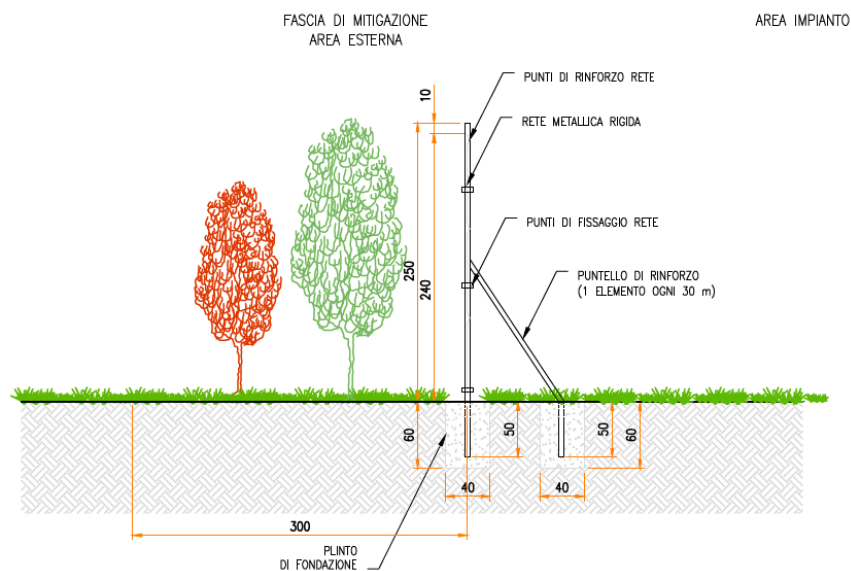 FASCIA DI MITIGAZIONE
AREA ESTERNA
AREA IMPIANTO
PUNTI DI RINFORZO RETE
10
RETE METALLICA RIGIDA
PUNTI DI FISSAGGIO RETE
250
240
PUNTELLO DI RINFORZO
(1 ELEMENTO OGNI 30 m)
60
50
50
60
40
40
300
PLINTO
DI FONDAZIONE